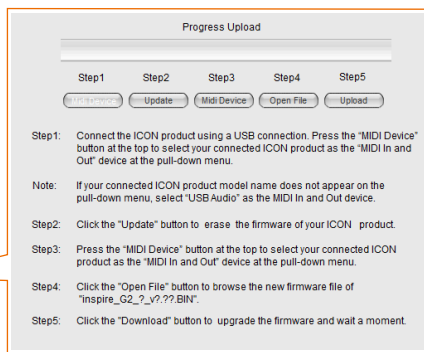 Progress Upload
Step1 Step2 Step3 Step4 Step5
Midi Device Update Midi Device Open File Upload
Step1: Connect the ICON product using a USB connection. Press the “MIDI Device”
button at the top to select your connected ICON product as the “MIDI In and
Out” device at the pull-down menu.
Note: If your connected ICON product model name does not appear on the
pull-down menu, select “USB Audio” as the MIDI In and Out device.
Step2: Click the “Update” button to erase the firmware of your ICON product.
Step3: Press the “MIDI Device” button at the top to select your connected ICON
product as the “MIDI In and Out” device at the pull-down menu.
Step4: Click the “Open File” button to browse the new firmware file of
“inspire_G2_?_v?.??.BIN”.
Step5: Click the “Download” button to upgrade the firmware and wait a moment.